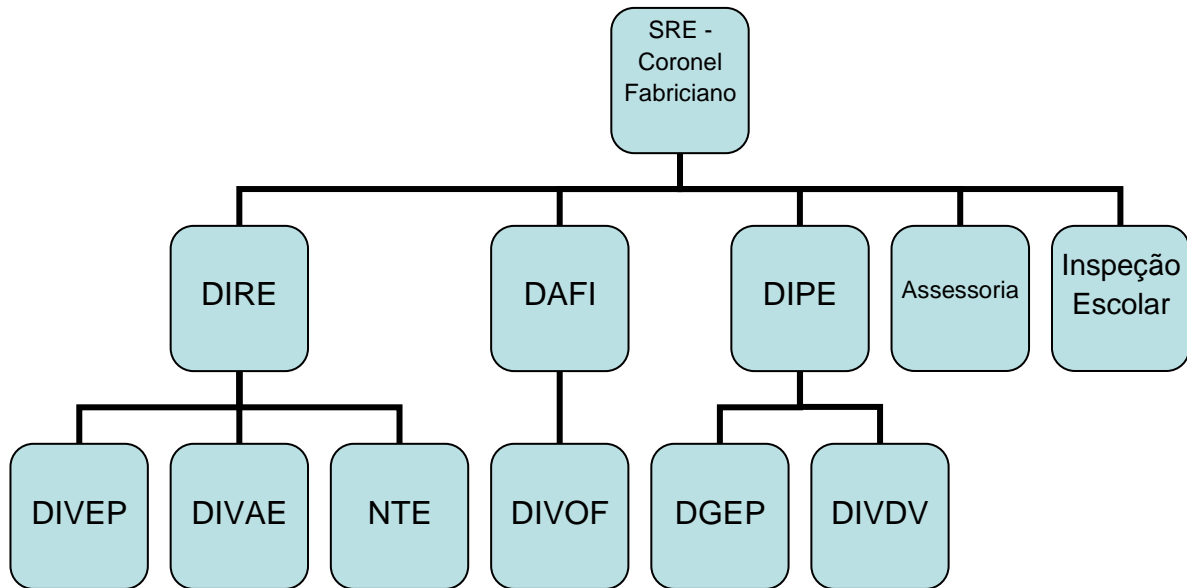 SRE -
Coronel
Fabriciano
DIRE
DAFI
DIPE
Assessoria
Inspeção
Escolar
DIVEP
DIVAE
NTE
DIVOF
DGEP
DIVDV